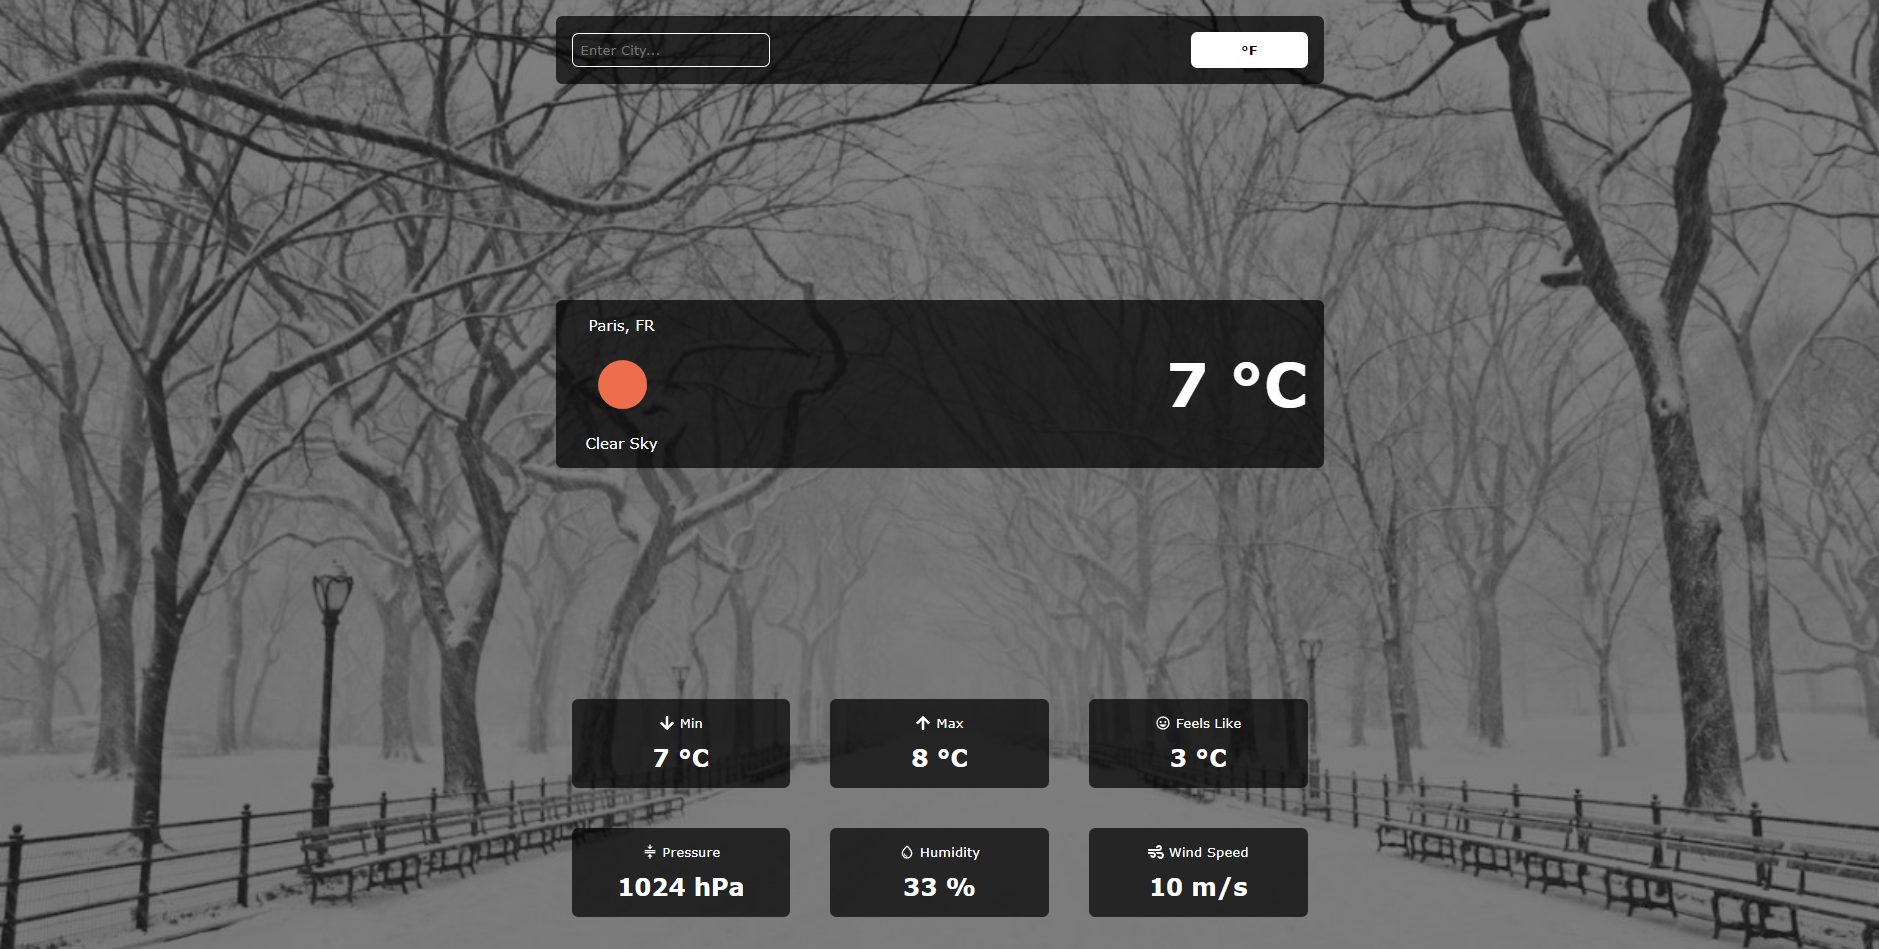 Enter City...
°F
Paris, FR
Clear Sky
7 °C
Min
7 °C
Max
8 °C
Feels Like
3 °C
Pressure
1024 hPa
Humidity
33 %
Wind Speed
10 m/s